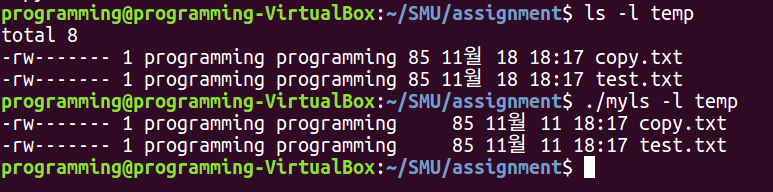 programming@programming-VirtualBox:~/SMU/assignment$ ls -l temp
total 8
-rw------- 1 programming programming 85 11월 18 18:17 copy.txt
-rw------- 1 programming programming 85 11월 18 18:17 test.txt
programming@programming-VirtualBox:~/SMU/assignment$ ./myls -l temp
-rw------- 1 programming programming     85 11월 11 18:17 copy.txt
-rw------- 1 programming programming     85 11월 11 18:17 test.txt
programming@programming-VirtualBox:~/SMU/assignment$